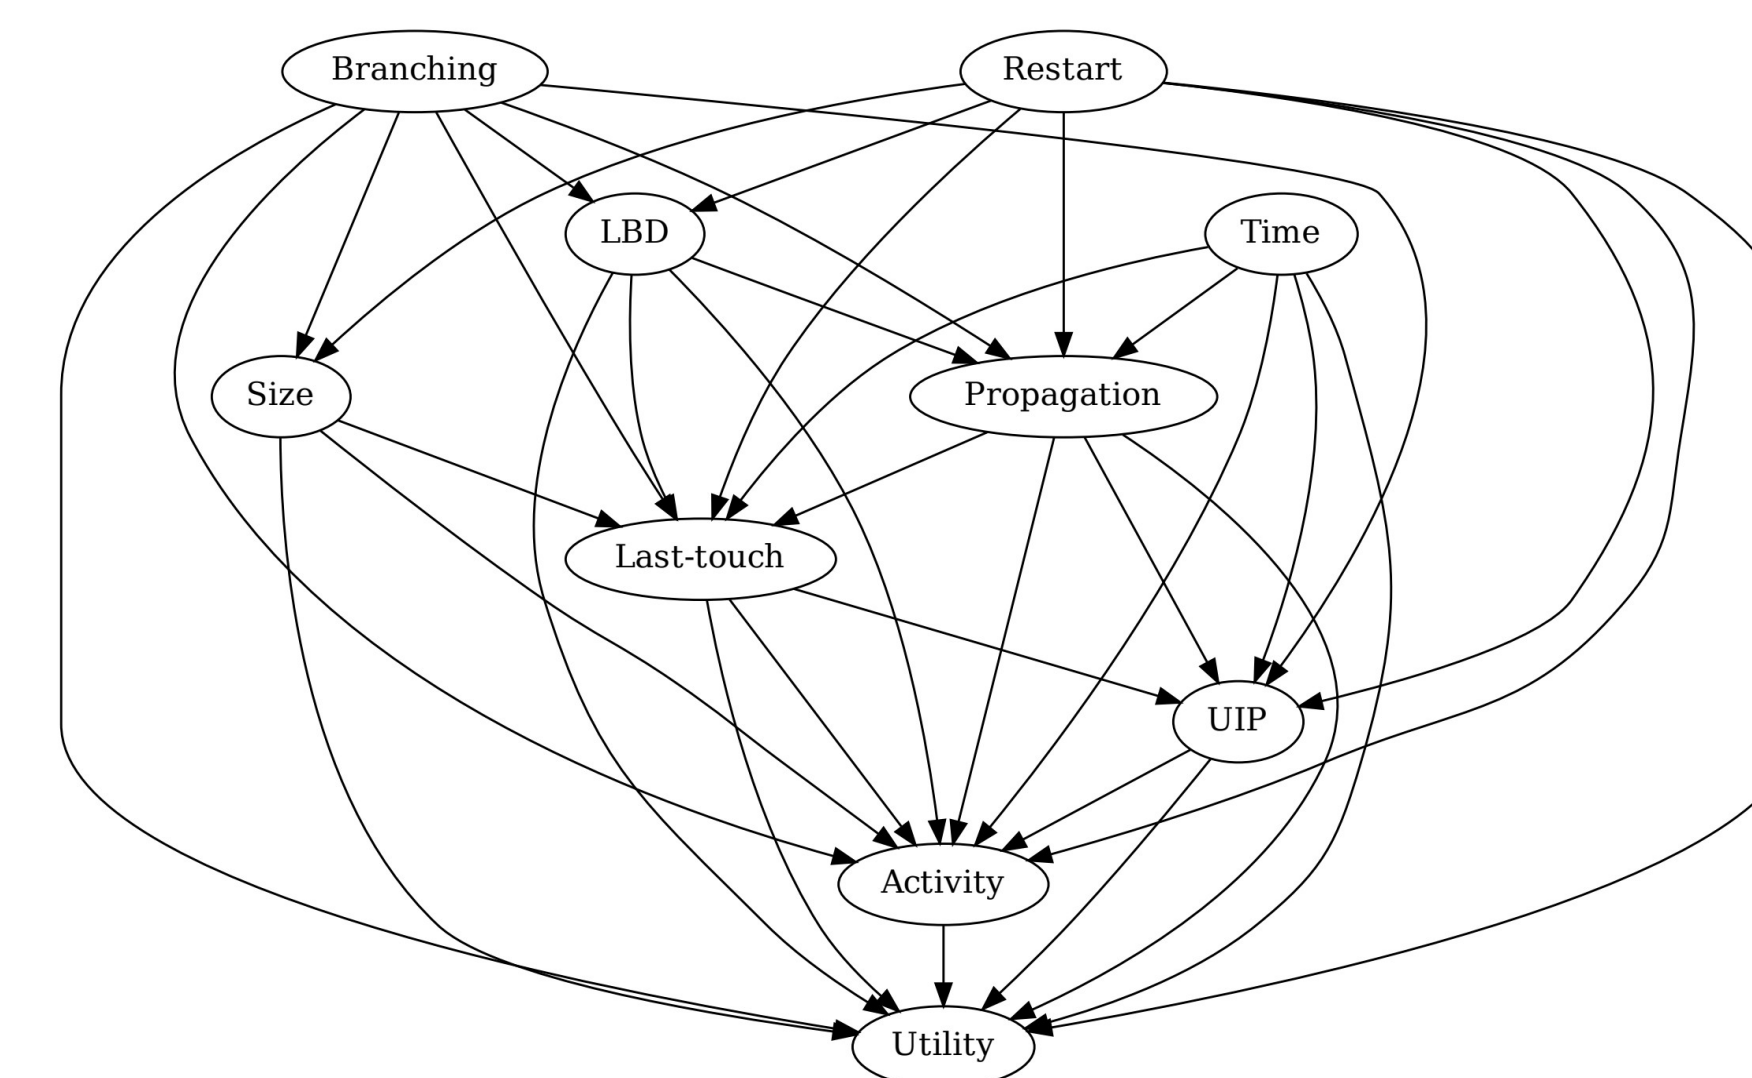 Branching
Restart
LBD
Time
Size
Propagation
Last-touch
UIP
Activity
Utility